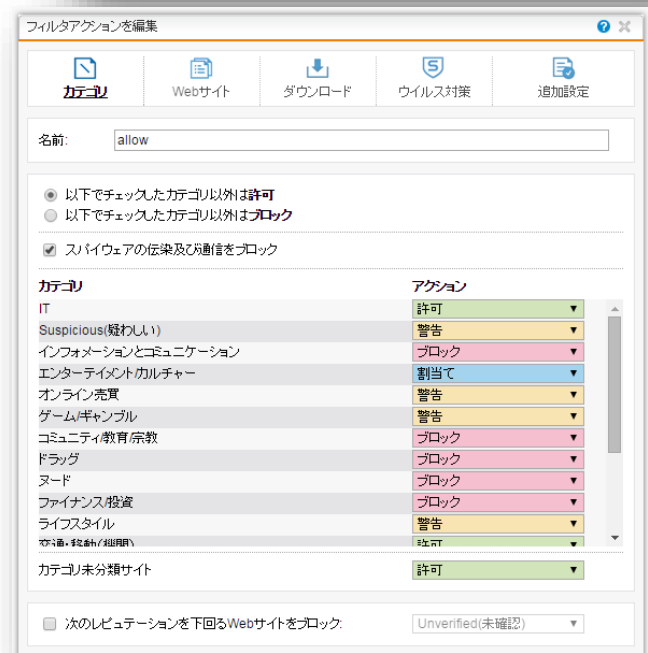 フィルタアクションを編集
カテゴリ Webサイト ダウンロード ウイルス対策 追加設定
名前: allow
以下でチェックしたカテゴリ以外は許可
以下でチェックしたカテゴリ以外はブロック
スパイウェアの伝染及び通信をブロック
カテゴリ アクション
IT 許可
Suspicious(疑わしい) 警告
インフォメーションとコミュニケーション ブロック
エンターテイメント/カルチャー 割当て
オンライン売買 警告
ゲーム/ギャンブル 警告
コミュニティ/教育/宗教 ブロック
ドラッグ ブロック
ヌード ブロック
ファイナンス/投資 ブロック
ライフスタイル 警告
交通・移動(機関) 許可
カテゴリ未分類サイト 許可
次のレピュテーションを下回るWebサイトをブロック: Unverified(未確認)